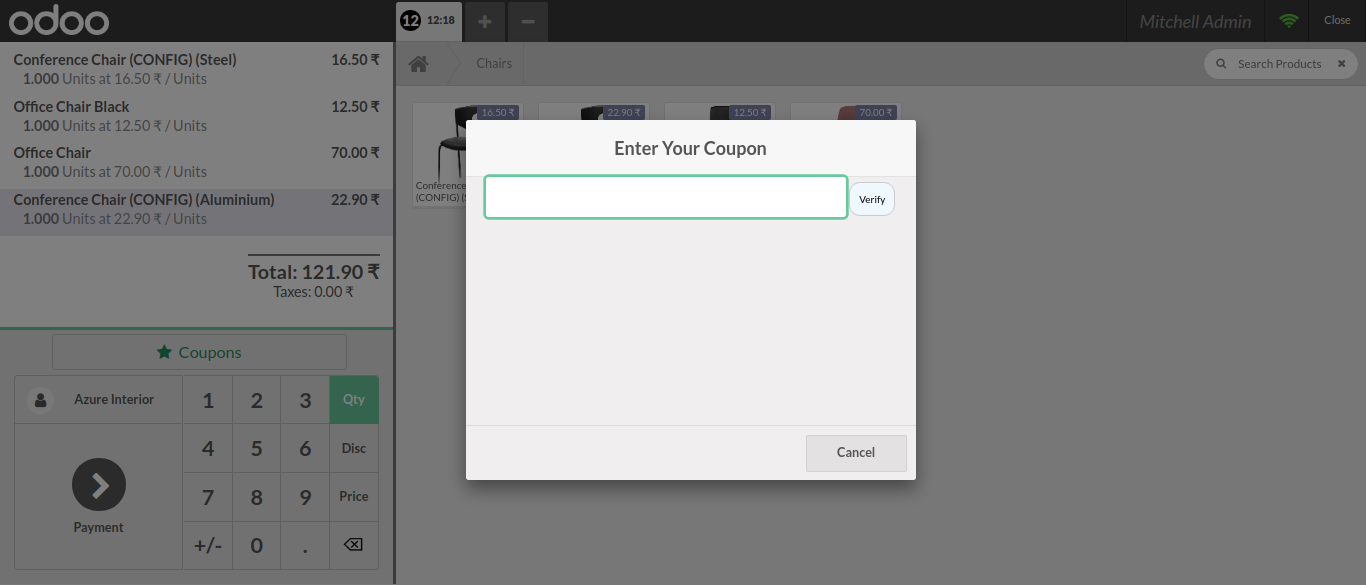 odoo
12 12:18 + −
Mitchell Admin
Close
Conference Chair (CONFIG) (Steel) 16.50 ₹
1.000 Units at 16.50 ₹ / Units
Office Chair Black 12.50 ₹
1.000 Units at 12.50 ₹ / Units
Office Chair 70.00 ₹
1.000 Units at 70.00 ₹ / Units
Conference Chair (CONFIG) (Aluminium) 22.90 ₹
1.000 Units at 22.90 ₹ / Units
Total: 121.90 ₹
Taxes: 0.00 ₹
Coupons
Azure Interior
1 2 3 Qty
4 5 6 Disc
7 8 9 Price
+/- 0 .
Payment
Chairs
Search Products
16.50 ₹ 22.90 ₹ 12.50 ₹ 70.00 ₹
Conference
(CONFIG)
Enter Your Coupon
Verify
Cancel